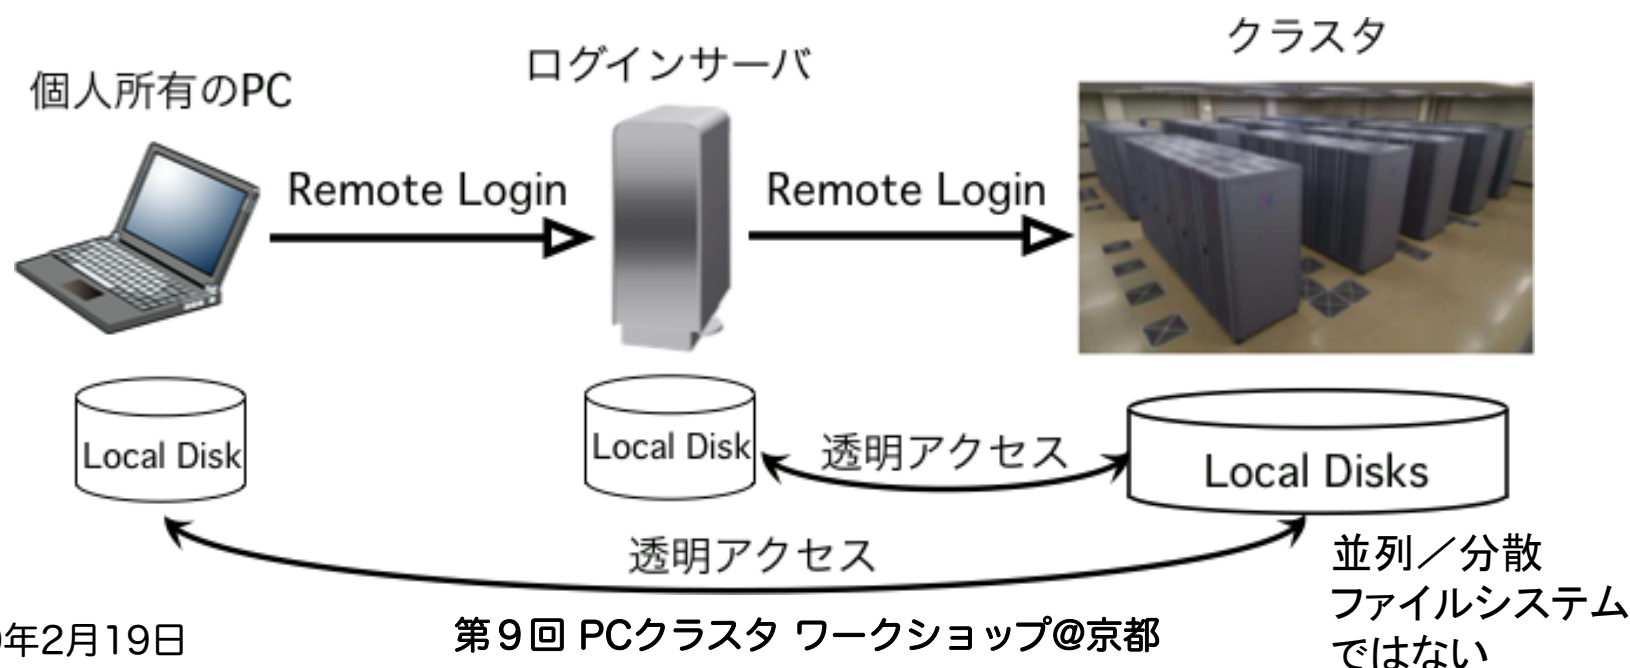 クラスタ
ログインサーバ
個人所有のPC
Remote Login
Remote Login
Local Disk
Local Disk
透明アクセス
Local Disks
透明アクセス
並列／分散
ファイルシステム
ではない
年2月19日
第９回 PCクラスタ ワークショップ@京都